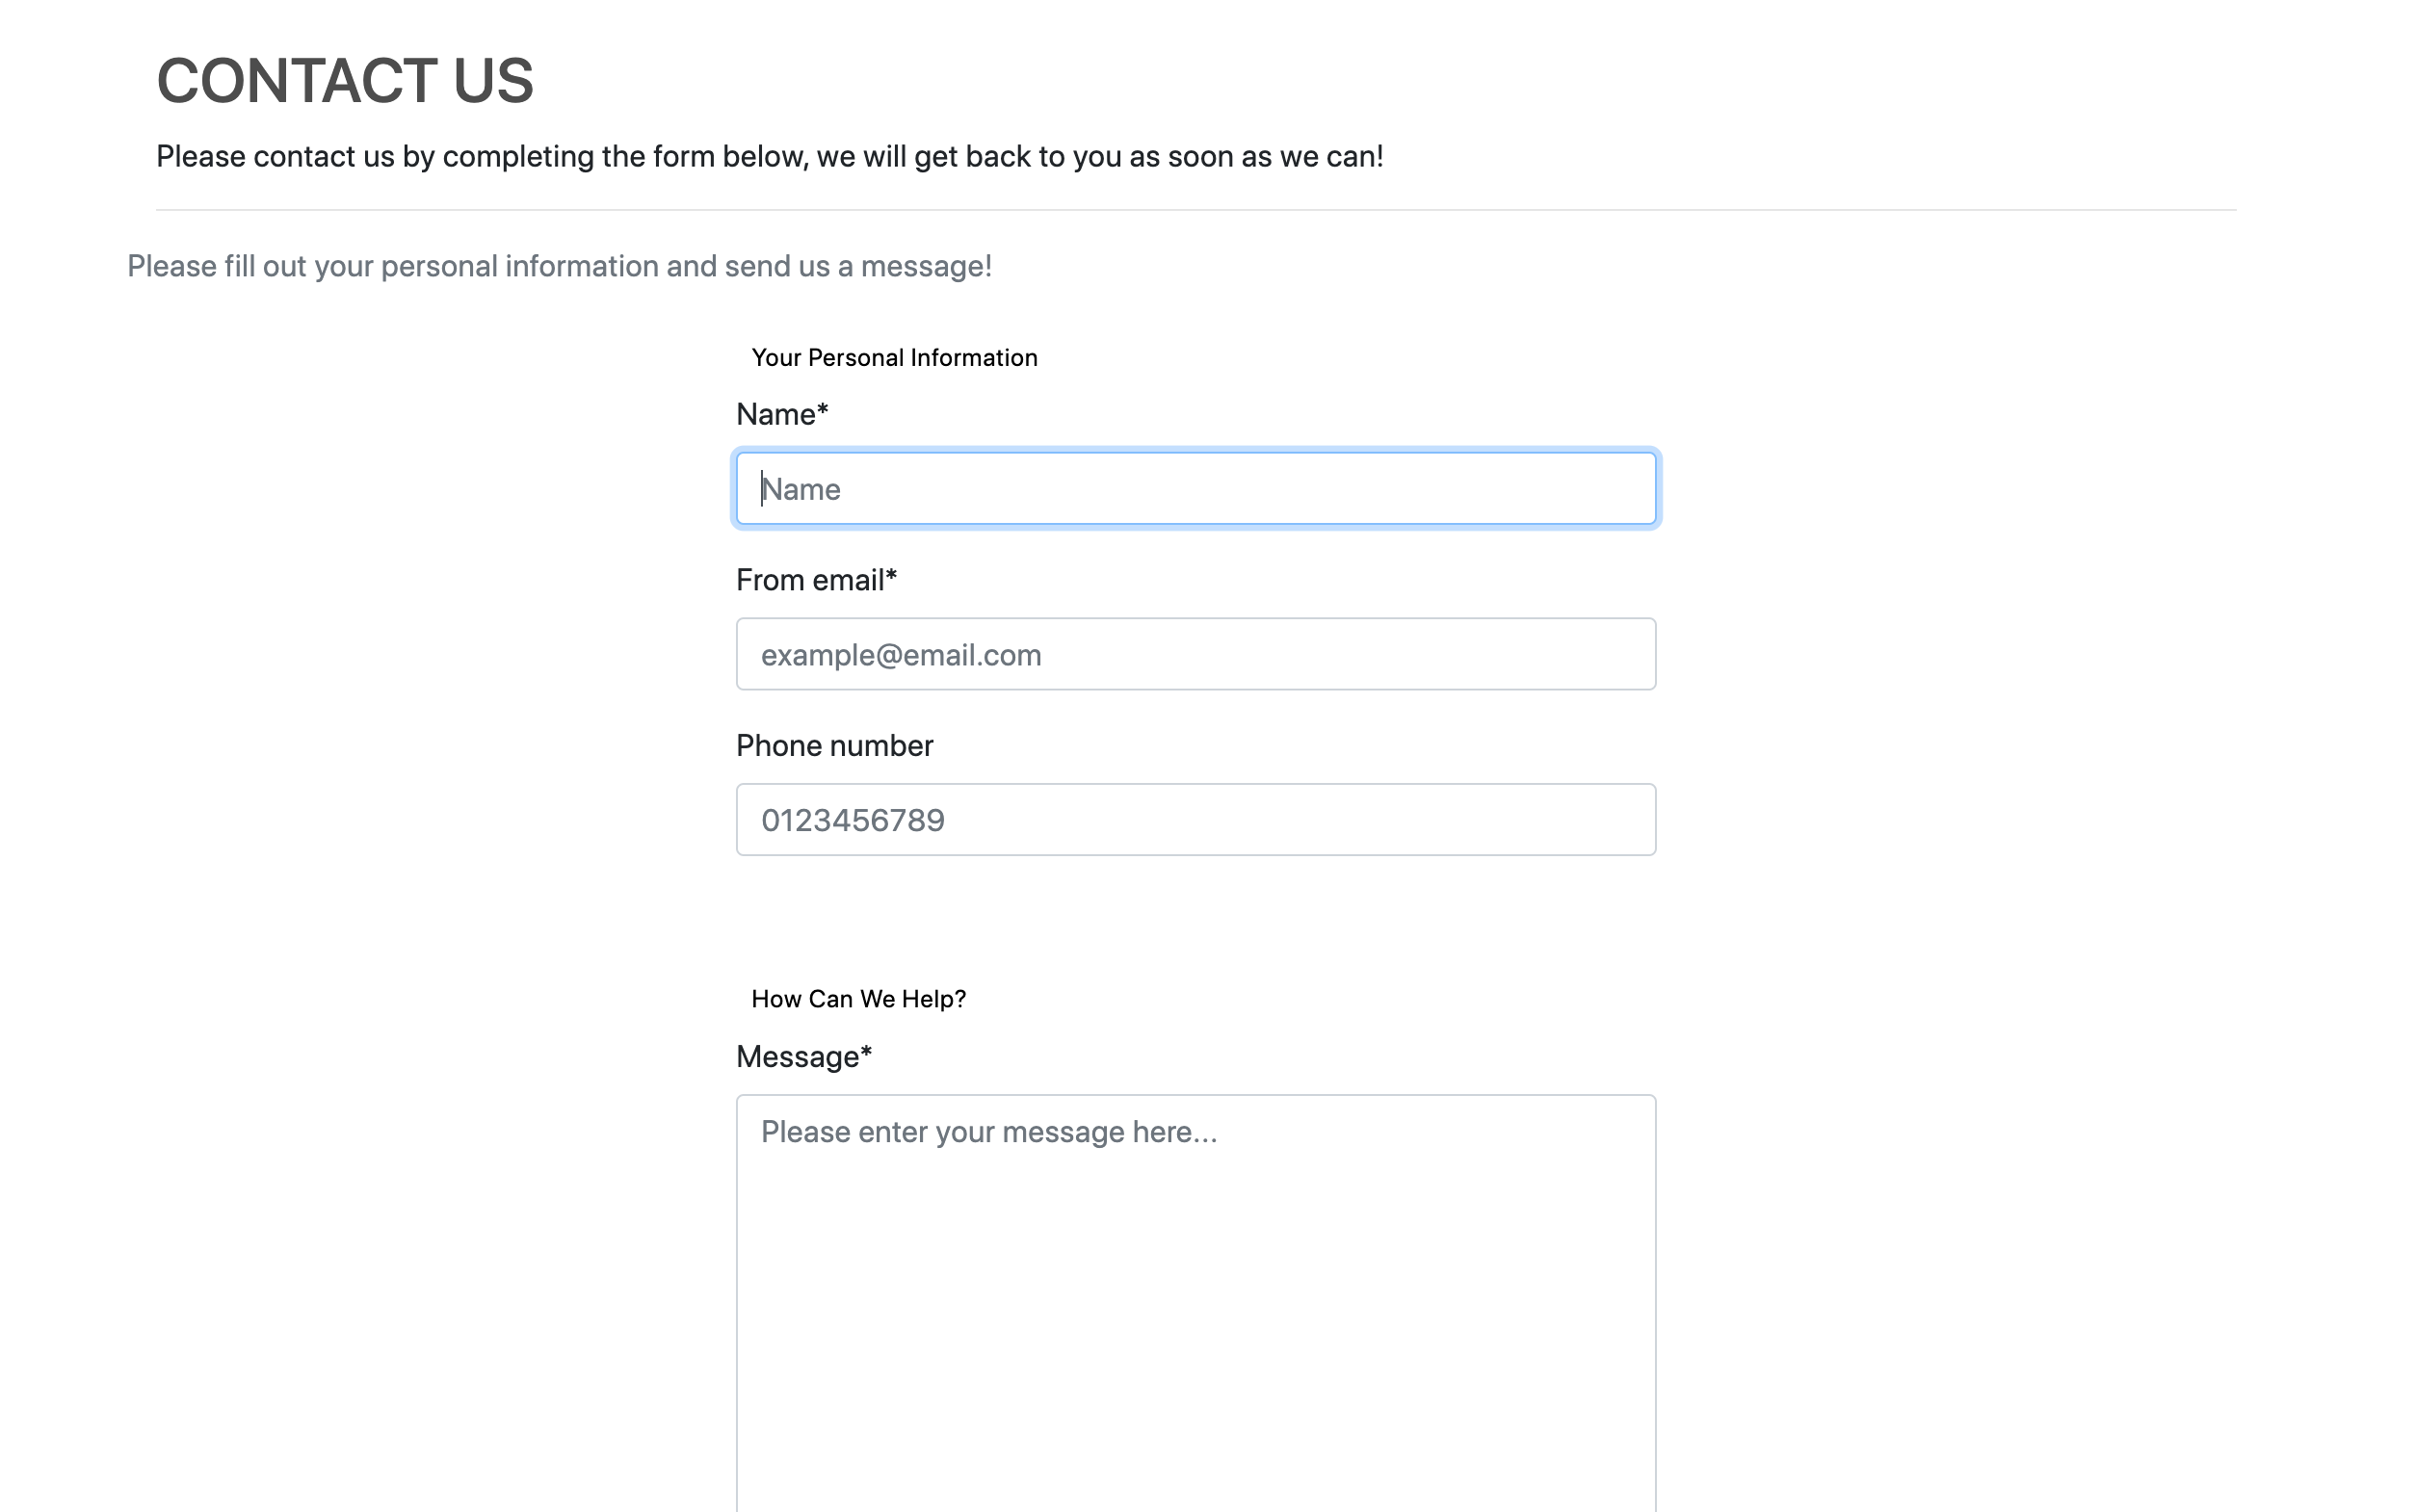 CONTACT US
Please contact us by completing the form below, we will get back to you as soon as we can!
Please fill out your personal information and send us a message!
Your Personal Information
Name*
Name
From email*
example@email.com
Phone number
0123456789
How Can We Help?
Message*
Please enter your message here...